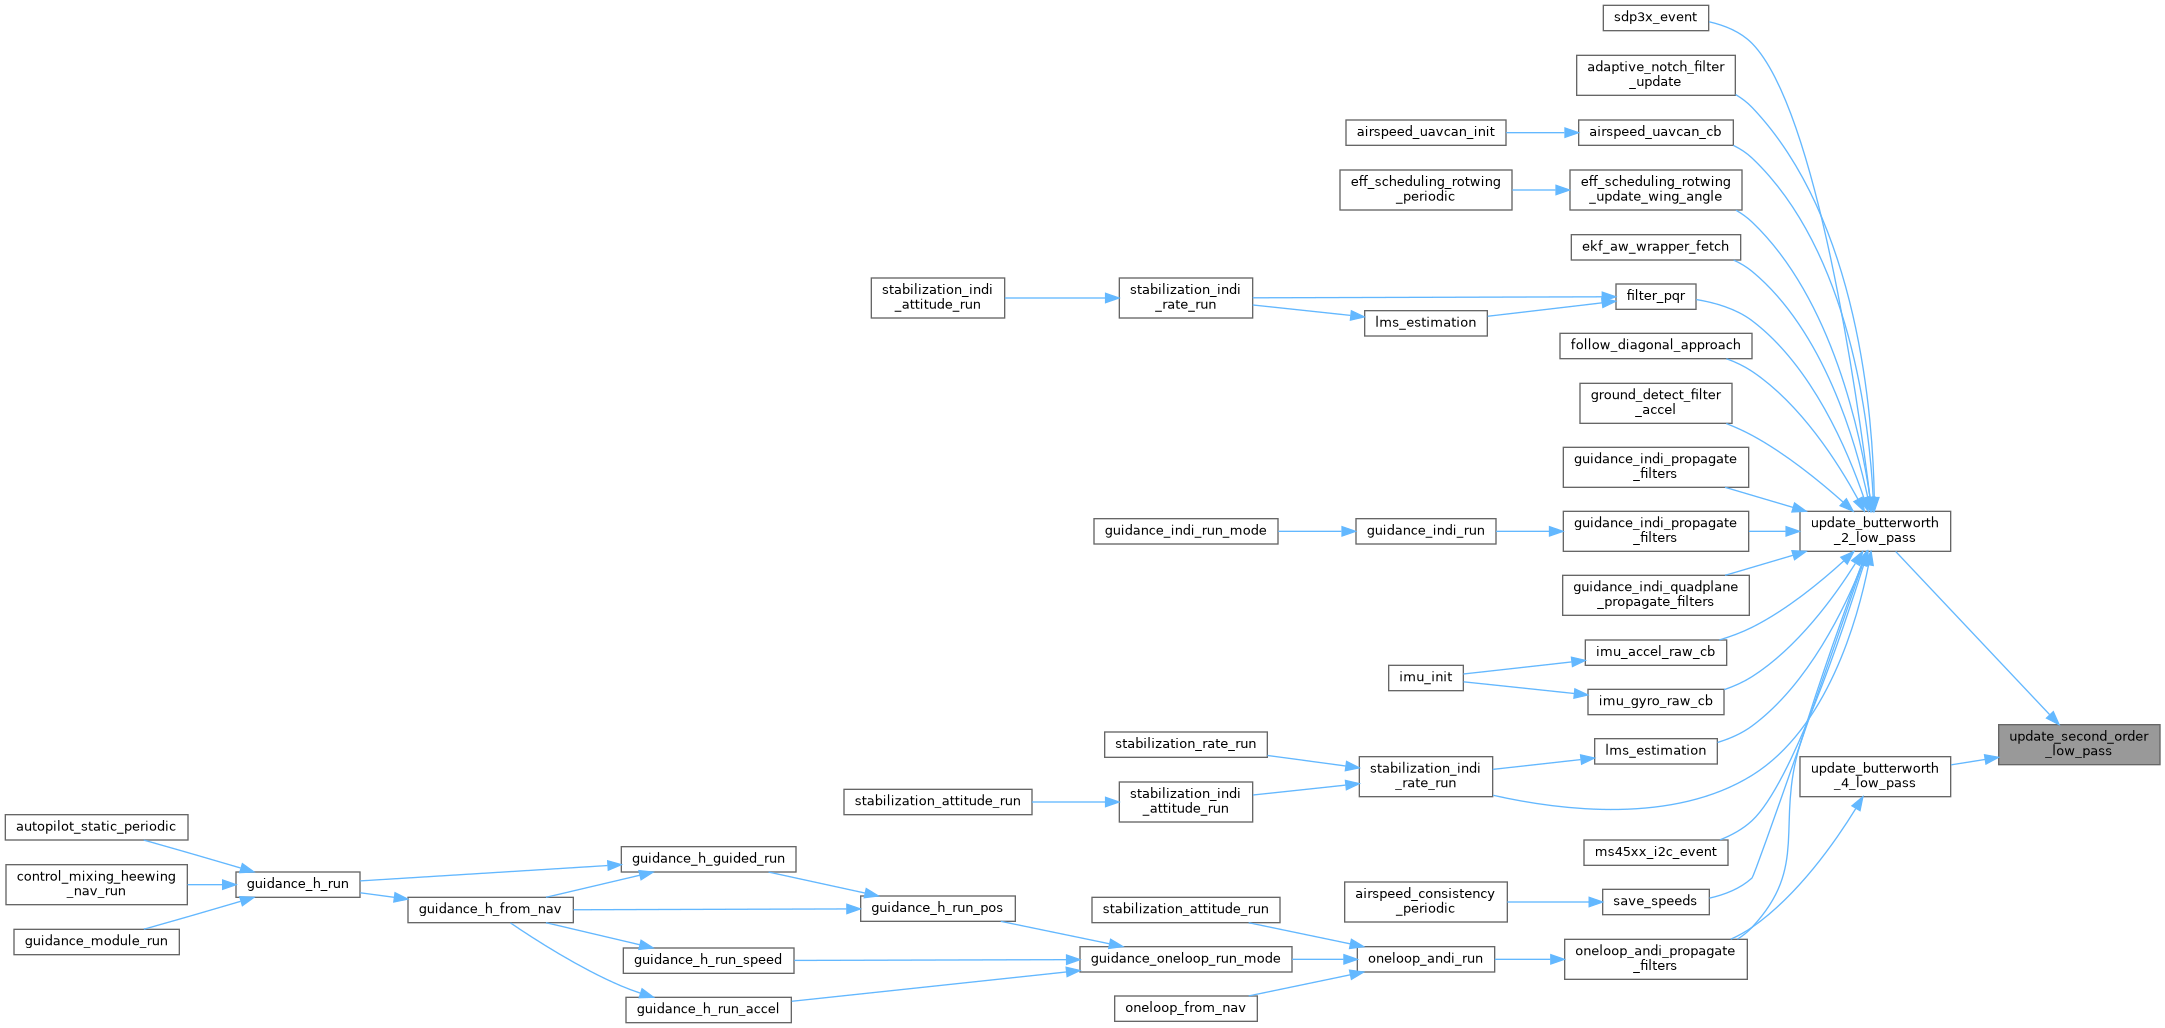 sdp3x_event
adaptive_notch_filter
_update
airspeed_uavcan_init
airspeed_uavcan_cb
eff_scheduling_rotwing
_periodic
eff_scheduling_rotwing
_update_wing_angle
ekf_aw_wrapper_fetch
stabilization_indi
_attitude_run
stabilization_indi
_rate_run
filter_pqr
lms_estimation
follow_diagonal_approach
ground_detect_filter
_accel
guidance_indi_propagate
_filters
guidance_indi_run_mode
guidance_indi_run
guidance_indi_propagate
_filters
update_butterworth
_2_low_pass
guidance_indi_quadplane
_propagate_filters
imu_accel_raw_cb
imu_init
imu_gyro_raw_cb
update_second_order
_low_pass
stabilization_rate_run
lms_estimation
stabilization_indi
_rate_run
update_butterworth
_4_low_pass
stabilization_attitude_run
stabilization_indi
_attitude_run
autopilot_static_periodic
ms45xx_i2c_event
guidance_h_guided_run
control_mixing_heewing
_nav_run
guidance_h_run
airspeed_consistency
_periodic
save_speeds
guidance_h_from_nav
guidance_h_run_pos
stabilization_attitude_run
guidance_module_run
guidance_h_run_speed
guidance_oneloop_run_mode
oneloop_andi_run
oneloop_andi_propagate
_filters
guidance_h_run_accel
oneloop_from_nav